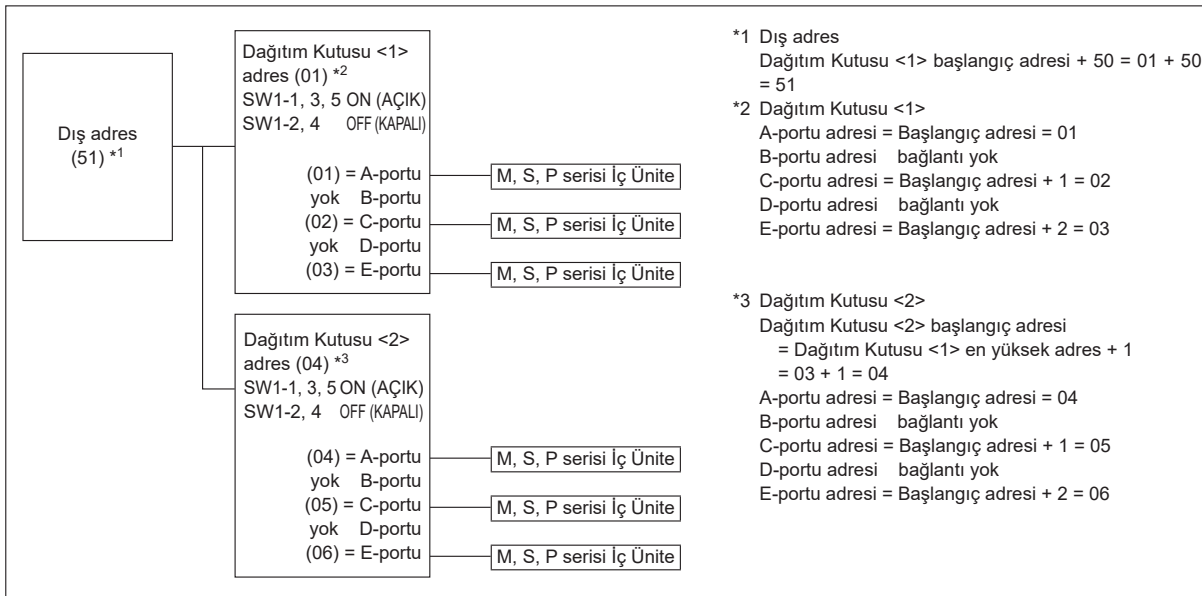 Dış adres
(51) *1
Dağıtım Kutusu <1>
adres (01) *2
SW1-1, 3, 5 ON (AÇIK)
SW1-2, 4 OFF (KAPALI)
(01) = A-portu
yok B-portu
(02) = C-portu
yok D-portu
(03) = E-portu
M, S, P serisi İç Ünite
M, S, P serisi İç Ünite
M, S, P serisi İç Ünite
Dağıtım Kutusu <2>
adres (04) *3
SW1-1, 3, 5 ON (AÇIK)
SW1-2, 4 OFF (KAPALI)
(04) = A-portu
yok B-portu
(05) = C-portu
yok D-portu
(06) = E-portu
M, S, P serisi İç Ünite
M, S, P serisi İç Ünite
M, S, P serisi İç Ünite
*1 Dış adres
Dağıtım Kutusu <1> başlangıç adresi + 50 = 01 + 50
= 51
*2 Dağıtım Kutusu <1>
A-portu adresi = Başlangıç adresi = 01
B-portu adresi bağlantı yok
C-portu adresi = Başlangıç adresi + 1 = 02
D-portu adresi bağlantı yok
E-portu adresi = Başlangıç adresi + 2 = 03
*3 Dağıtım Kutusu <2>
Dağıtım Kutusu <2> başlangıç adresi
= Dağıtım Kutusu <1> en yüksek adres + 1
= 03 + 1 = 04
A-portu adresi = Başlangıç adresi = 04
B-portu adresi bağlantı yok
C-portu adresi = Başlangıç adresi + 1 = 05
D-portu adresi bağlantı yok
E-portu adresi = Başlangıç adresi + 2 = 06